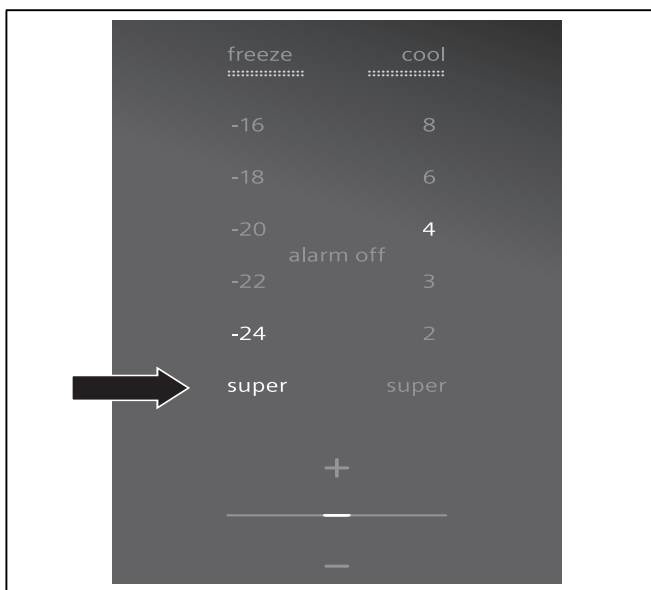 freeze cool
-16 8
-18 6
-20 4
alarm off
-22 3
-24 2
super super
+
–